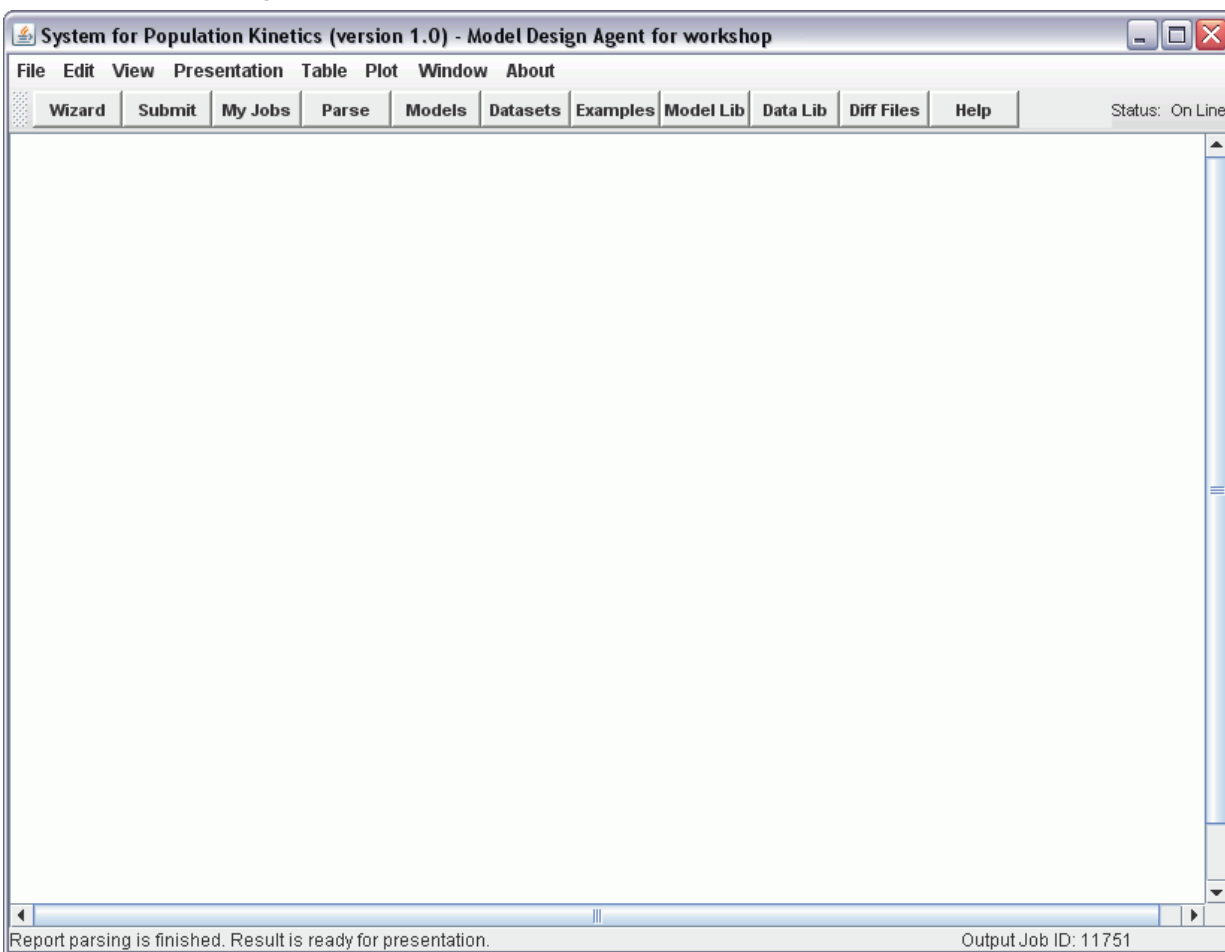 System for Population Kinetics (version 1.0) - Model Design Agent for workshop
File Edit View Presentation Table Plot Window About
Wizard Submit My Jobs Parse Models Datasets Examples Model Lib Data Lib Diff Files Help Status: On Line
Report parsing is finished. Result is ready for presentation. Output Job ID: 11751